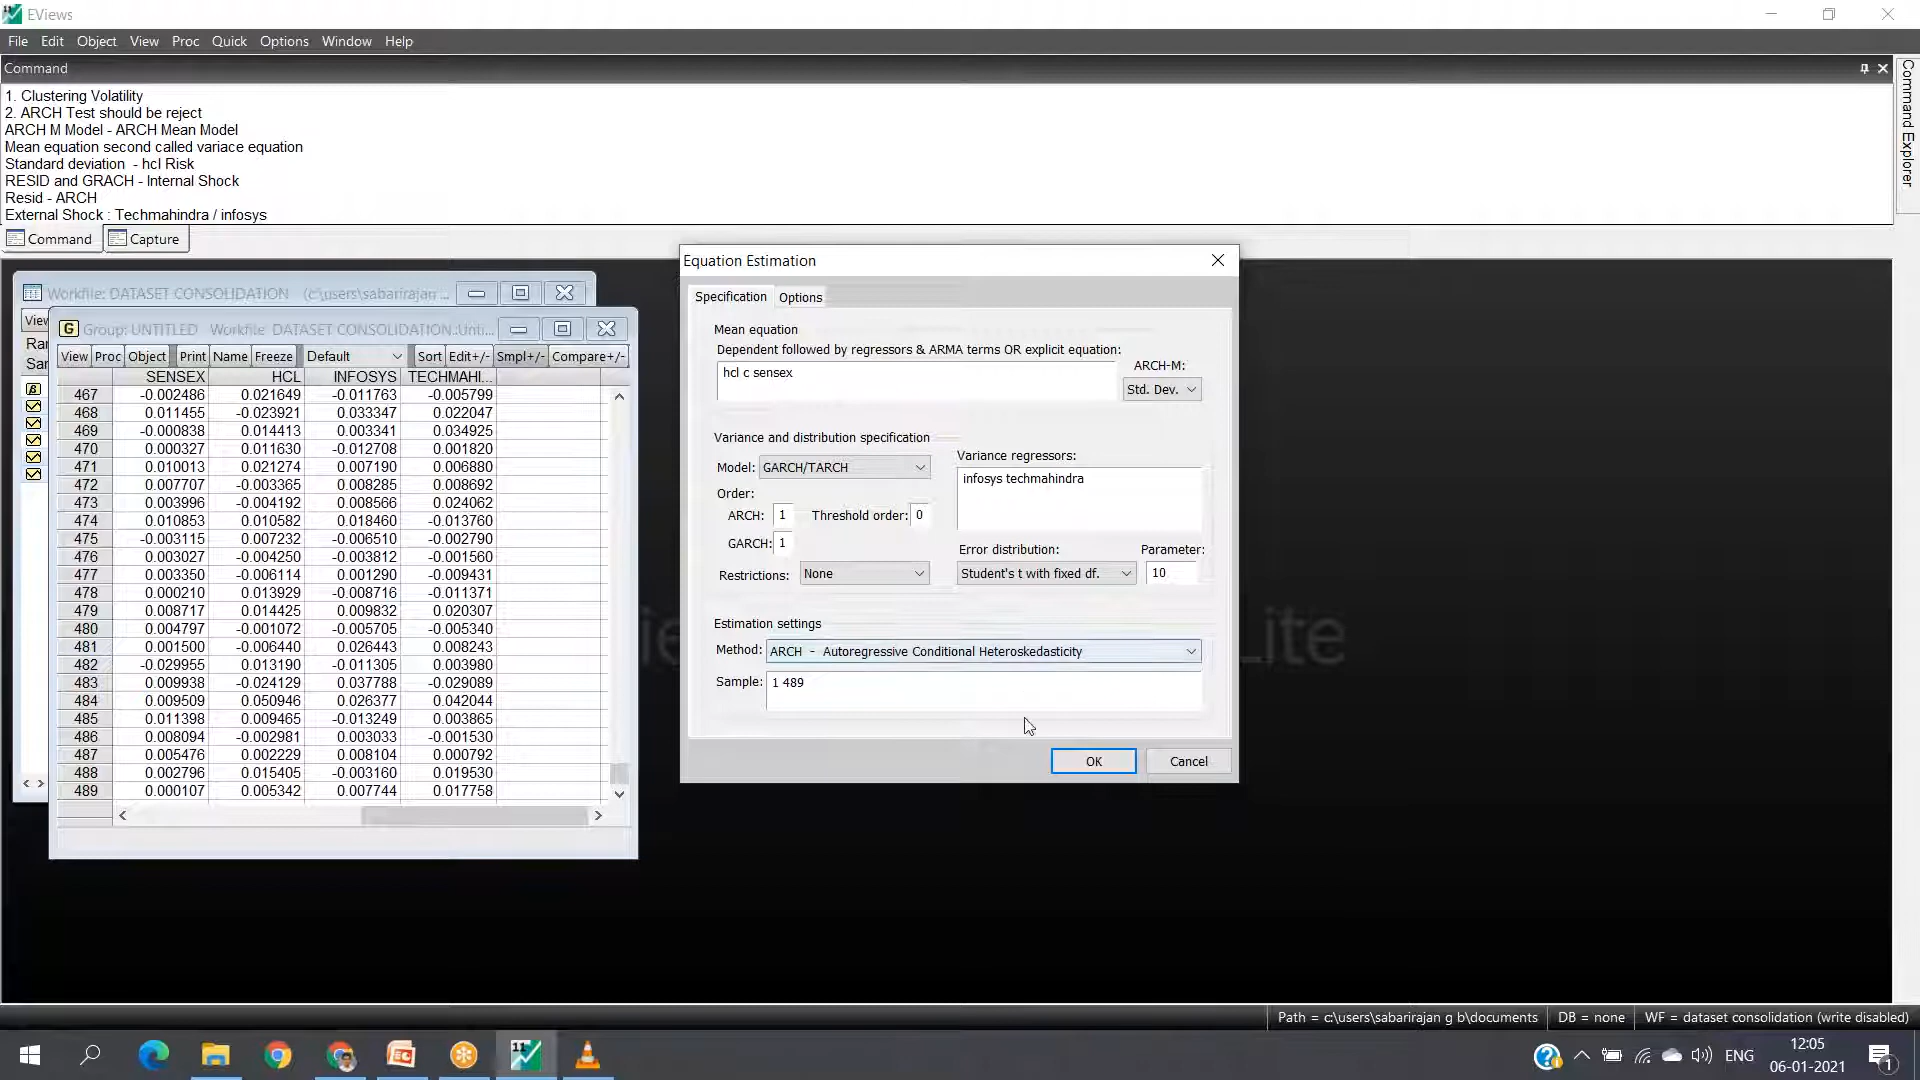 EViews
File Edit Object View Proc Quick Options Window Help
Command
1. Clustering Volatility
2. ARCH Test should be reject
ARCH M Model - ARCH Mean Model
Mean equation second called variace equation
Standard deviation - hcl Risk
RESID and GRACH - Internal Shock
Resid - ARCH
External Shock : Techmahindra / infosys
Command Capture
Command Explorer
Workfile: DATASET CONSOLIDATION (c:\users\sabarirajan ...
View
Group: UNTITLED Workfile: DATASET CONSOLIDATION::Unti...
View Proc Object Print Name Freeze Default Sort Edit+/- Smpl+/- Compare+/-
SENSEX HCL INFOSYS TECHMAHI...
467 -0.002486 0.021649 -0.011763 -0.005799
468 0.011455 -0.023921 0.033347 0.022047
469 -0.000838 0.014413 0.003341 0.034925
470 0.000327 0.011630 -0.012708 0.001820
471 0.010013 0.021274 0.007190 0.006880
472 0.007707 -0.003365 0.008285 0.008692
473 0.003996 -0.004192 0.008566 0.024062
474 0.010853 0.010582 0.018460 -0.013760
475 -0.003115 0.007232 -0.006510 -0.002790
476 0.003027 -0.004250 -0.003812 -0.001560
477 0.003350 -0.006114 0.001290 -0.009431
478 0.000210 0.013929 -0.008716 -0.011371
479 0.008717 0.014425 0.009832 0.020307
480 0.004797 -0.001072 -0.005705 -0.005340
481 0.001500 -0.006440 0.026443 0.008243
482 -0.029955 0.013190 -0.011305 0.003980
483 0.009938 -0.024129 0.037788 -0.029089
484 0.009509 0.050946 0.026377 0.042044
485 0.011398 0.009465 -0.013249 0.003865
486 0.008094 -0.002981 0.003033 -0.001530
487 0.005476 0.002229 0.008104 0.000792
488 0.002796 0.015405 -0.003160 0.019530
489 0.000107 0.005342 0.007744 0.017758
Equation Estimation
Specification Options
Mean equation
Dependent followed by regressors & ARMA terms OR explicit equation:
hcl c sensex
ARCH-M:
Std. Dev.
Variance and distribution specification
Model: GARCH/TARCH
Order:
ARCH: 1 Threshold order: 0
GARCH: 1
Restrictions: None
Variance regressors:
infosys techmahindra
Error distribution: Parameter:
Student's t with fixed df. 10
Estimation settings
Method: ARCH - Autoregressive Conditional Heteroskedasticity
Sample: 1 489
OK Cancel
Lite
Path = c:\users\sabarirajan g b\documents DB = none WF = dataset consolidation (write disabled)
ENG
12:05
06-01-2021
1